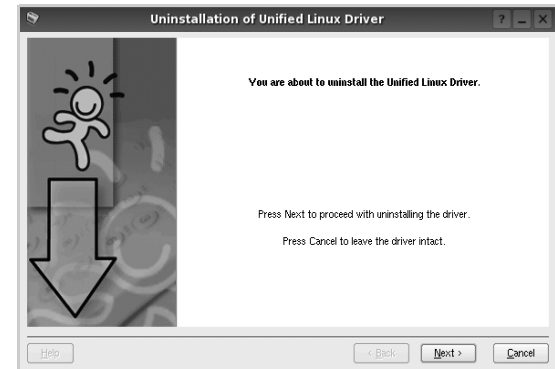 Uninstallation of Unified Linux Driver
You are about to uninstall the Unified Linux Driver.
Press Next to proceed with uninstalling the driver.
Press Cancel to leave the driver intact.
Help
< Back
Next >
Cancel